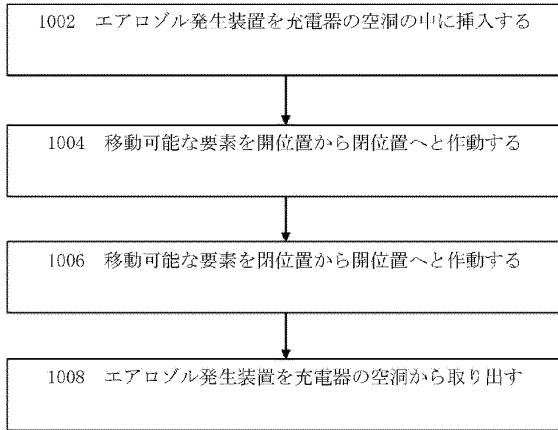 1002 エアロゾル発生装置を充電器の空洞の中に挿入する
1004 移動可能な要素を開位置から閉位置へと作動する
1006 移動可能な要素を閉位置から開位置へと作動する
1008 エアロゾル発生装置を充電器の空洞から取り出す